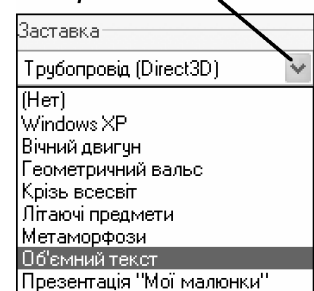 Заставка
Трубопровід (Direct3D)
(Нет)
Windows XP
Вічний двигун
Геометричний вальс
Крізь всесвіт
Літаючі предмети
Метаморфози
Об'ємний текст
Презентація "Мої малюнки"